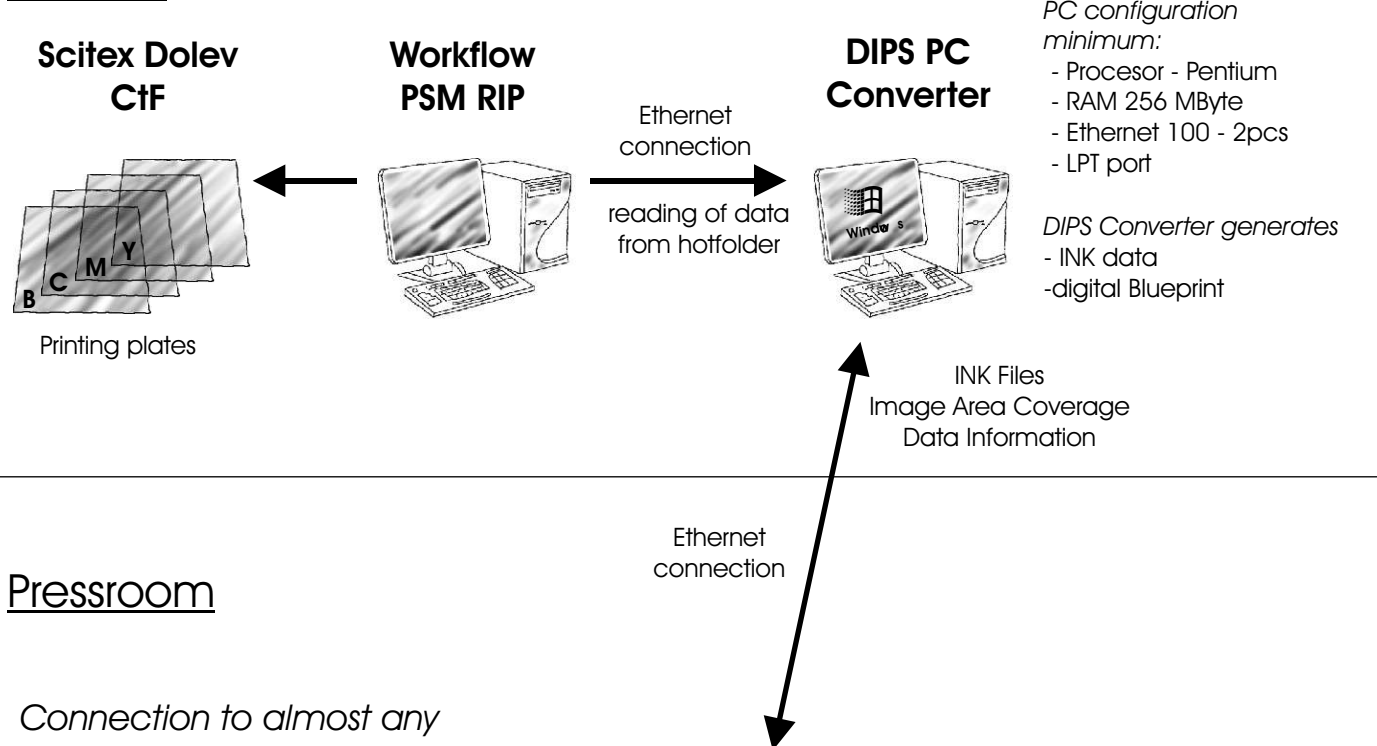 Scitex Dolev
CtF
Workflow
PSM RIP
DIPS PC
Converter
PC configuration
minimum:
- Procesor - Pentium
- RAM 256 MByte
- Ethernet 100 - 2pcs
- LPT port
Ethernet
connection
reading of data
from hotfolder
Windo s
DIPS Converter generates
- INK data
-digital Blueprint
B
C
M
Y
Printing plates
INK Files
Image Area Coverage
Data Information
Ethernet
connection
Pressroom
Connection to almost any